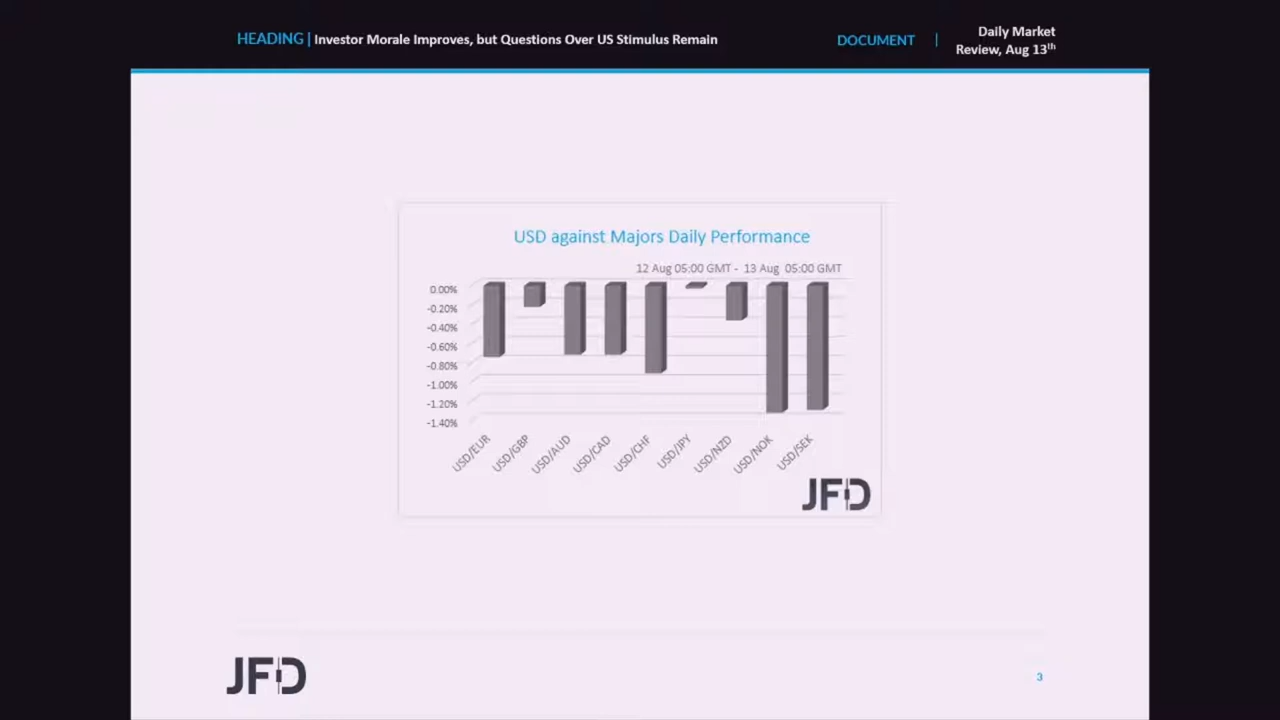 HEADING | Investor Morale Improves, but Questions Over US Stimulus Remain
DOCUMENT | Daily Market
Review, Aug 13th
USD against Majors Daily Performance
12 Aug 05:00 GMT - 13 Aug 05:00 GMT
0.00%
-0.20%
-0.40%
-0.60%
-0.80%
-1.00%
-1.20%
-1.40%
USD/EUR
USD/GBP
USD/AUD
USD/CAD
USD/CHF
USD/JPY
USD/NZD
USD/NOK
USD/SEK
JFD
JFD
3